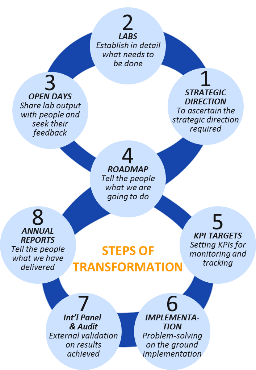 2
LABS
Establish in detail
what needs to
be done
1
STRATEGIC
DIRECTION
To ascertain the
strategic direction
required
3
OPEN DAYS
Share lab output
with people and
seek their
feedback
4
ROADMAP
Tell the people
what we are
going to do
5
KPI TARGETS
Setting KPIs for
monitoring and
tracking
8
ANNUAL
REPORTS
Tell the people
what we have
delivered
STEPS OF
TRANSFORMATION
7
Int'l Panel
& Audit
External validation
on results
achieved
6
IMPLEMENTA-
TION
Problem-solving
on the ground
implementation